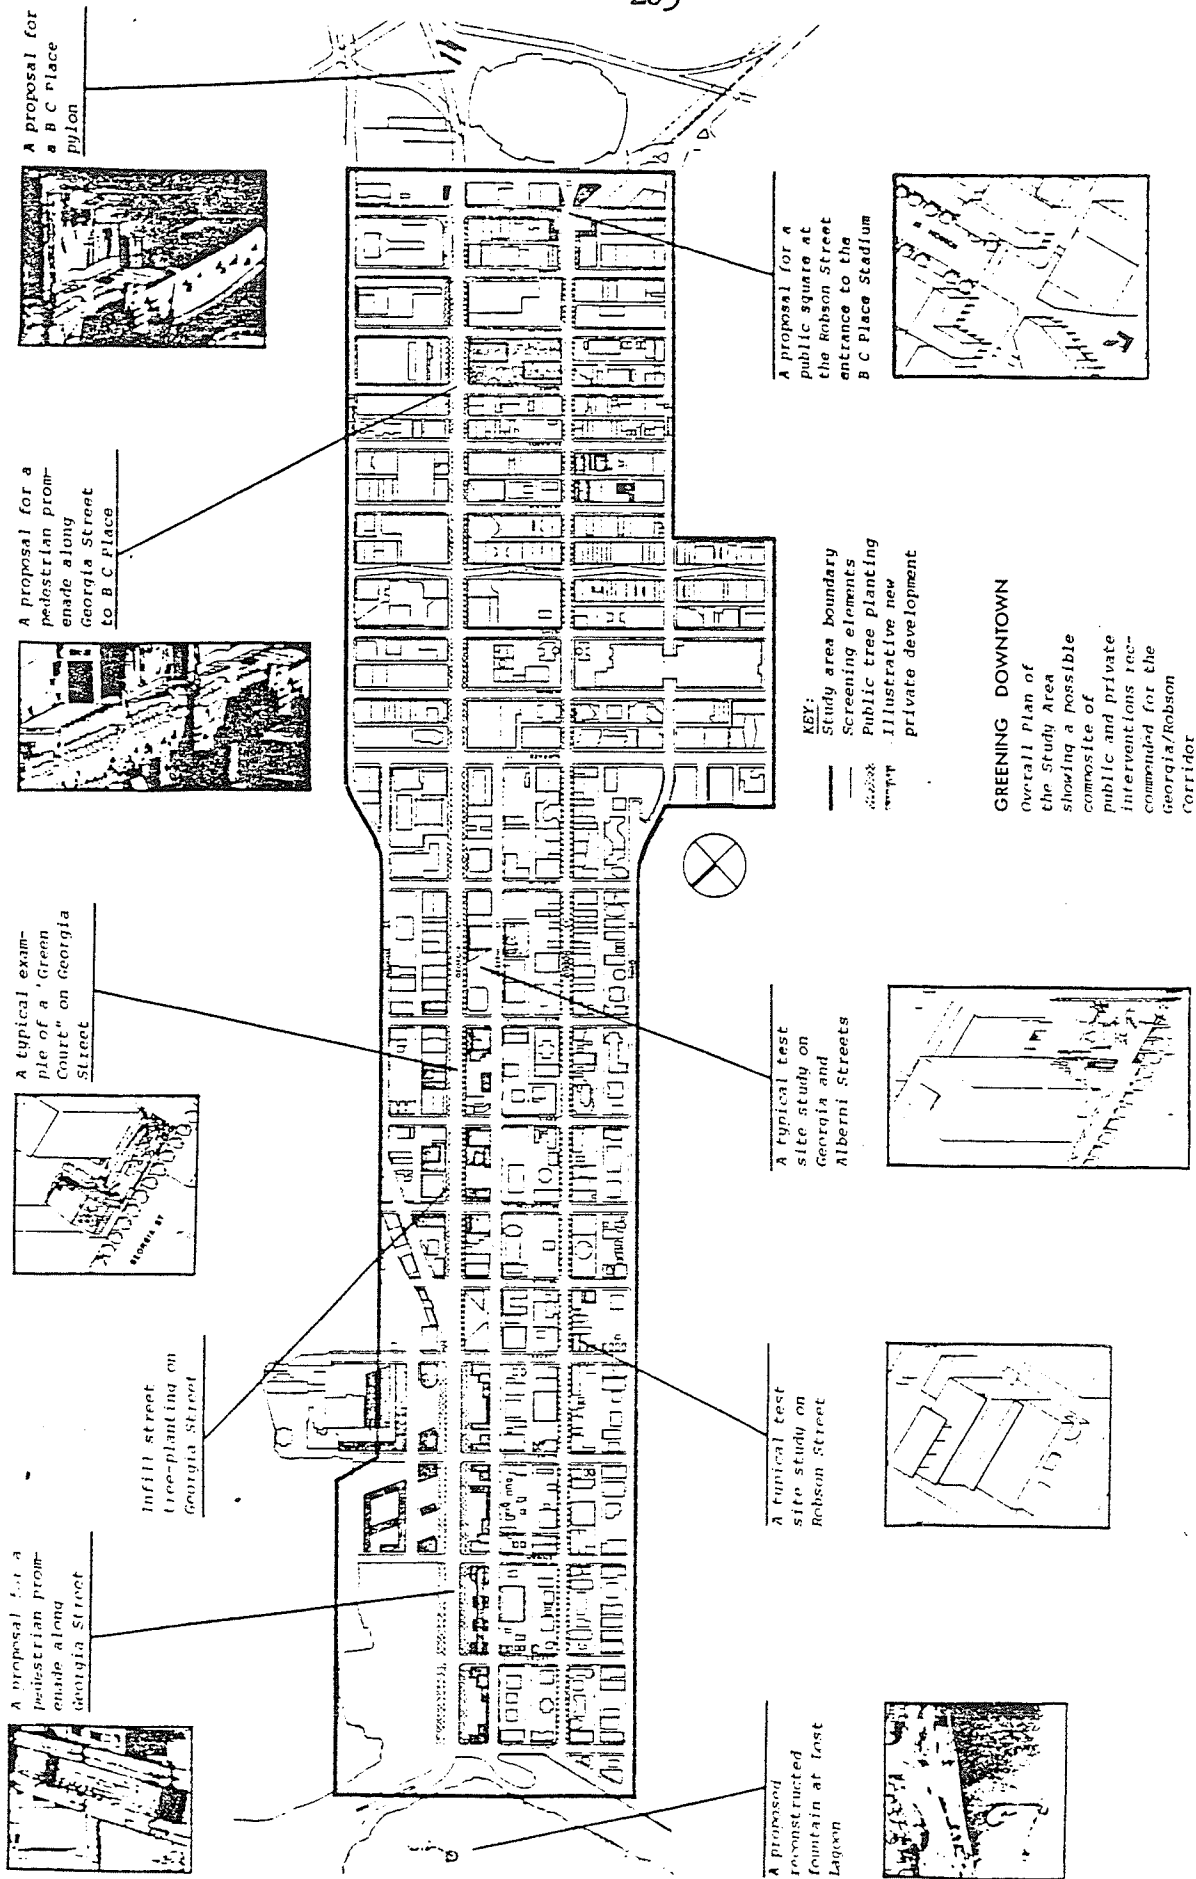 A proposal for a
pedestrian prom-
enade along
Georgia Street
Infill street
tree-planting on
Georgia Street
A typical exam-
ple of a 'Green
Court" on Georgia
Street
GEORGIA ST
A proposal for a
pedestrian prom-
enade along
Georgia Street
to B C Place
A proposal for
a B C Place
pylon
A proposed
reconstructed
fountain at Lost
Lagoon
A typical test
site study on
Robson Street
A typical test
site study on
Georgia and
Alberni Streets
A proposal for a
public square at
the Robson Street
entrance to the
B C Place Stadium
ROBSON
KEY:
Study area boundary
Screening elements
Public tree planting
Illustrative new
private development
GREENING DOWNTOWN
Overall Plan of
the Study Area
showing a possible
composite of
public and private
interventions rec-
commended for the
Georgia/Robson
Corridor